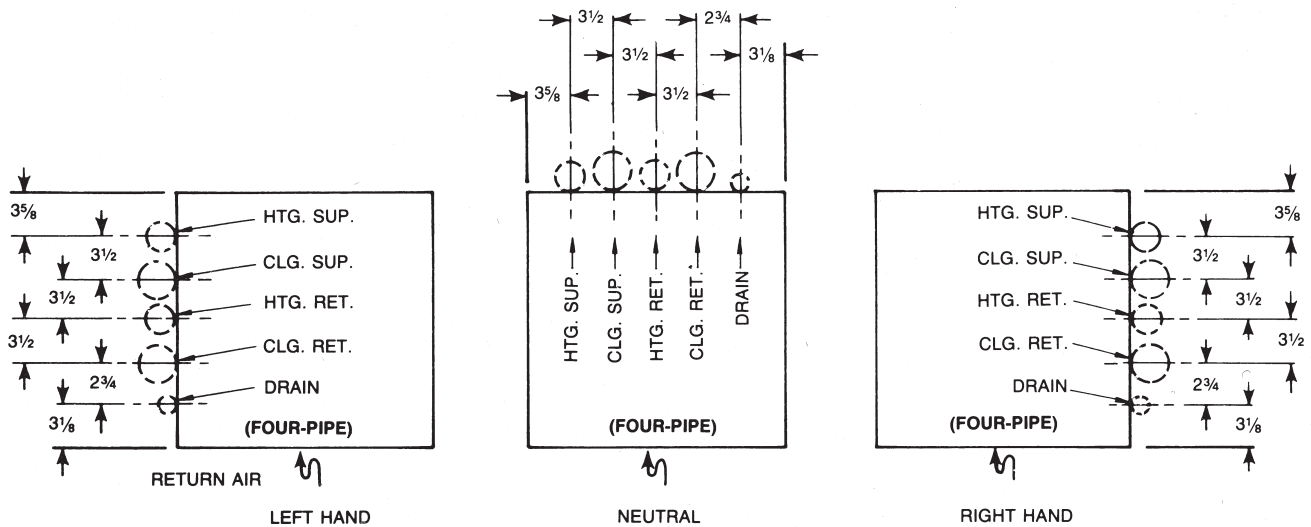 3½ 2¾
3½ 3⅛
3⅝ 3½
3⅝
3½
3½
3½
2¾
3⅛
HTG. SUP.
CLG. SUP.
HTG. RET.
CLG. RET.
DRAIN
(FOUR-PIPE)
RETURN AIR
LEFT HAND
HTG. SUP.
CLG. SUP.
HTG. RET.
CLG. RET.
DRAIN
(FOUR-PIPE)
NEUTRAL
HTG. SUP.
CLG. SUP.
HTG. RET.
CLG. RET.
DRAIN
(FOUR-PIPE)
3⅝
3½
3½
3½
2¾
3⅛
RIGHT HAND